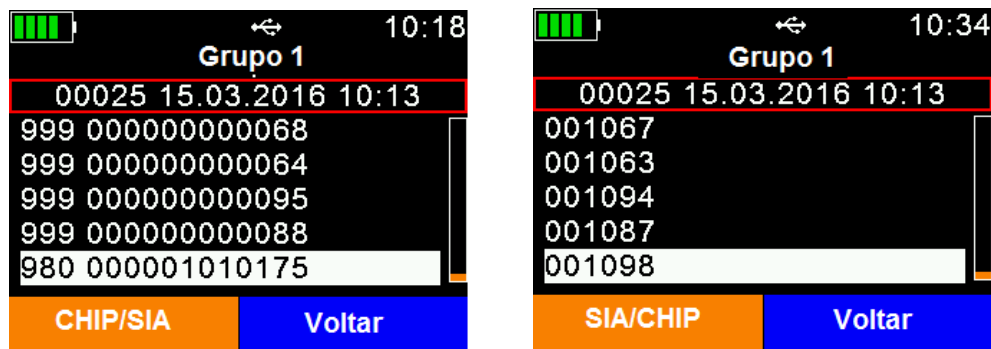 10:18
Grupo 1
00025 15.03.2016 10:13
999 000000000068
999 000000000064
999 000000000095
999 000000000088
980 000001010175
CHIP/SIA Voltar
10:34
Grupo 1
00025 15.03.2016 10:13
001067
001063
001094
001087
001098
SIA/CHIP Voltar